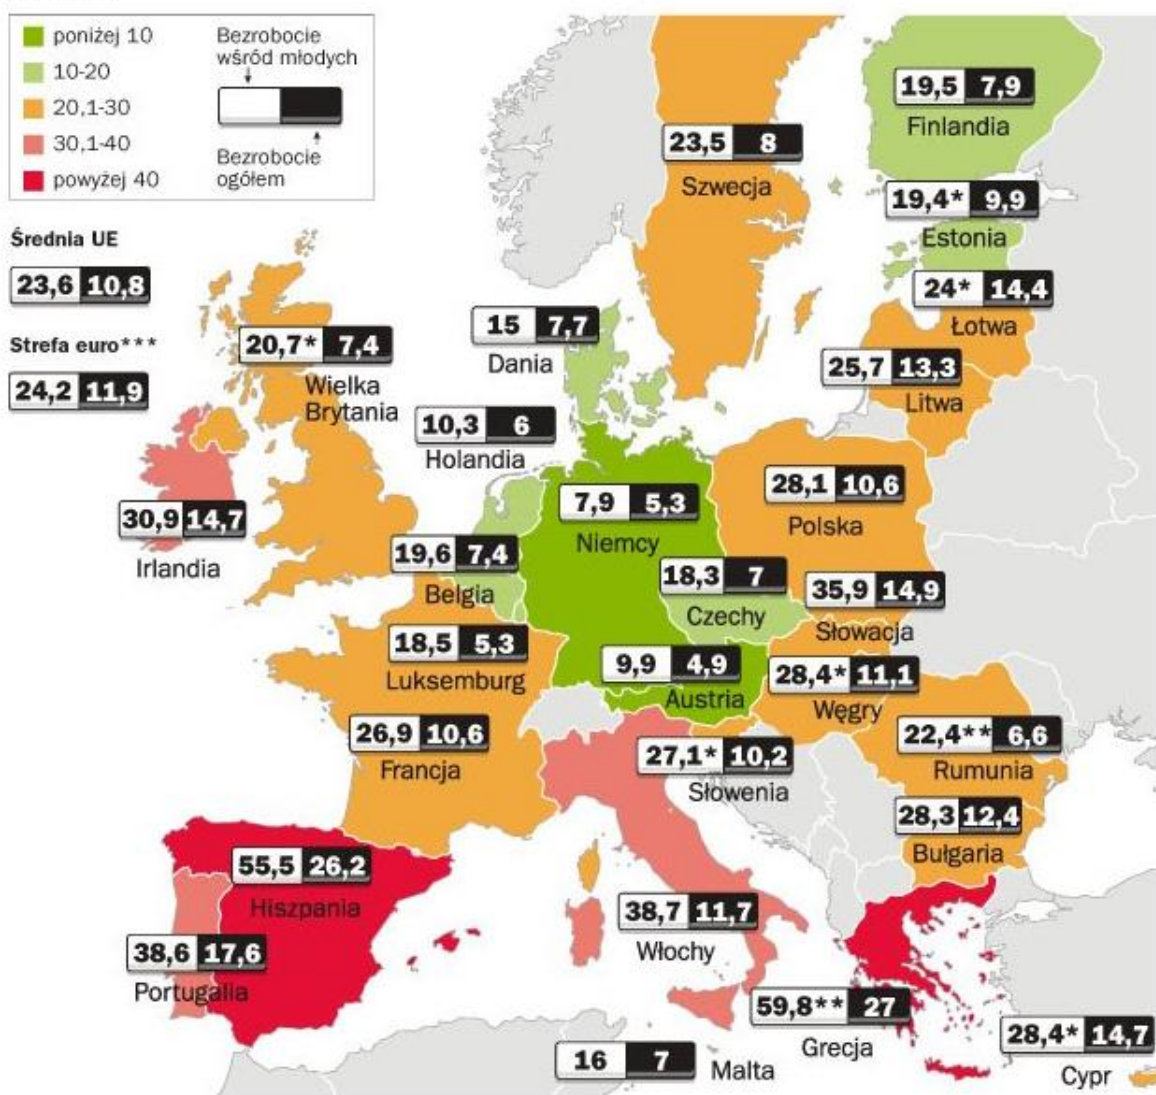 poniżej 10
10-20
20,1-30
30,1-40
powyżej 40
Bezrobocie
wśród młodych
Bezrobocie
ogółem
Średnia UE
23,6 10,8
Strefa euro***
24,2 11,9
19,5 7,9
Finlandia
23,5 8
Szwecja
19,4* 9,9
Estonia
24* 14,4
Łotwa
15 7,7
Dania
20,7* 7,4
Wielka
Brytania
25,7 13,3
Litwa
10,3 6
Holandia
28,1 10,6
Polska
7,9 5,3
Niemcy
30,9 14,7
Irlandia
19,6 7,4
Belgia
18,3 7
Czechy
35,9 14,9
Słowacja
18,5 5,3
Luksemburg
9,9 4,9
Austria
28,4* 11,1
Węgry
26,9 10,6
Francja
27,1* 10,2
Słowenia
22,4** 6,6
Rumunia
28,3 12,4
Bułgaria
55,5 26,2
Hiszpania
38,7 11,7
Włochy
38,6 17,6
Portugalia
59,8** 27
Grecja
28,4* 14,7
Cypr
16 7
Malta